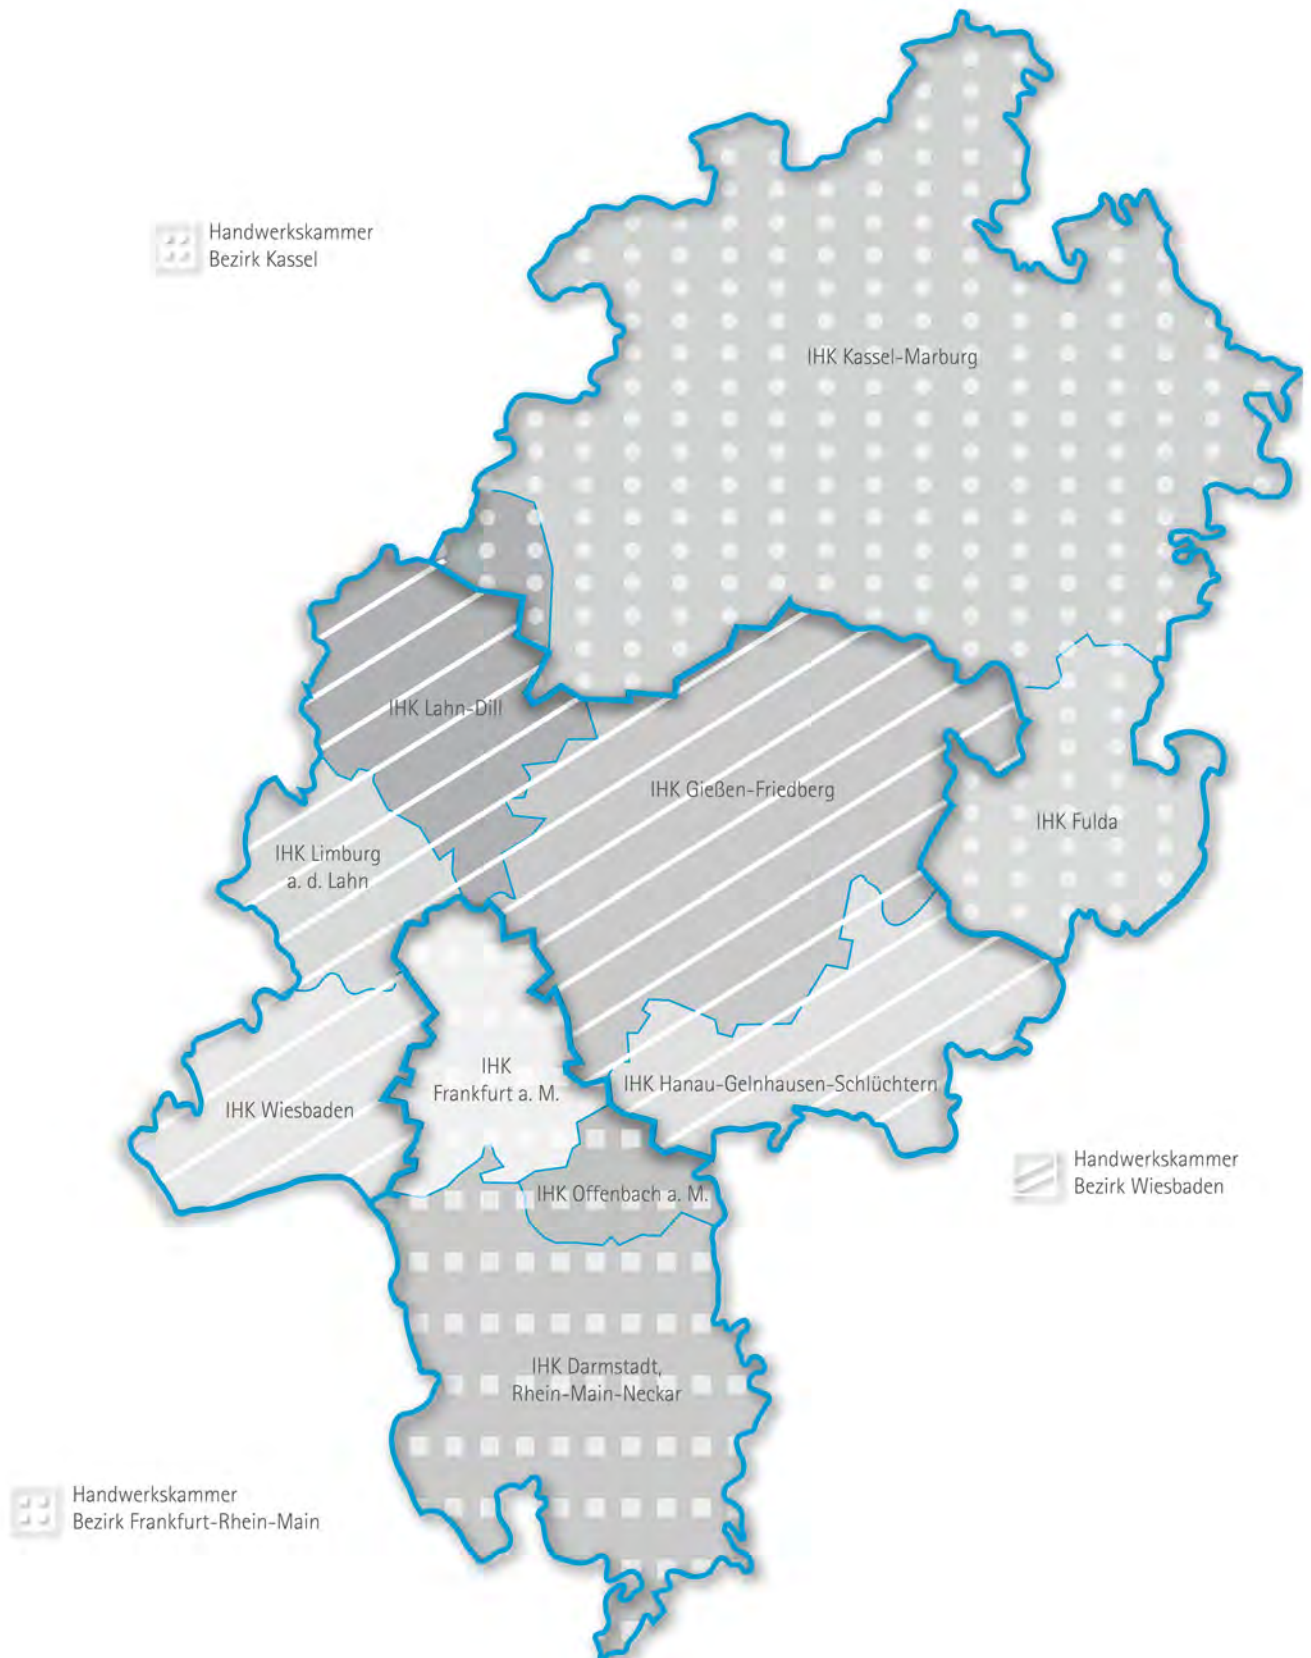 Handwerkskammer
Bezirk Kassel
IHK Kassel-Marburg
IHK Lahn-Dill
IHK Gießen-Friedberg
IHK Fulda
IHK Limburg
a. d. Lahn
IHK
Frankfurt a. M.
IHK Hanau-Gelnhausen-Schlüchtern
IHK Wiesbaden
Handwerkskammer
Bezirk Wiesbaden
IHK Offenbach a. M.
IHK Darmstadt,
Rhein-Main-Neckar
Handwerkskammer
Bezirk Frankfurt-Rhein-Main